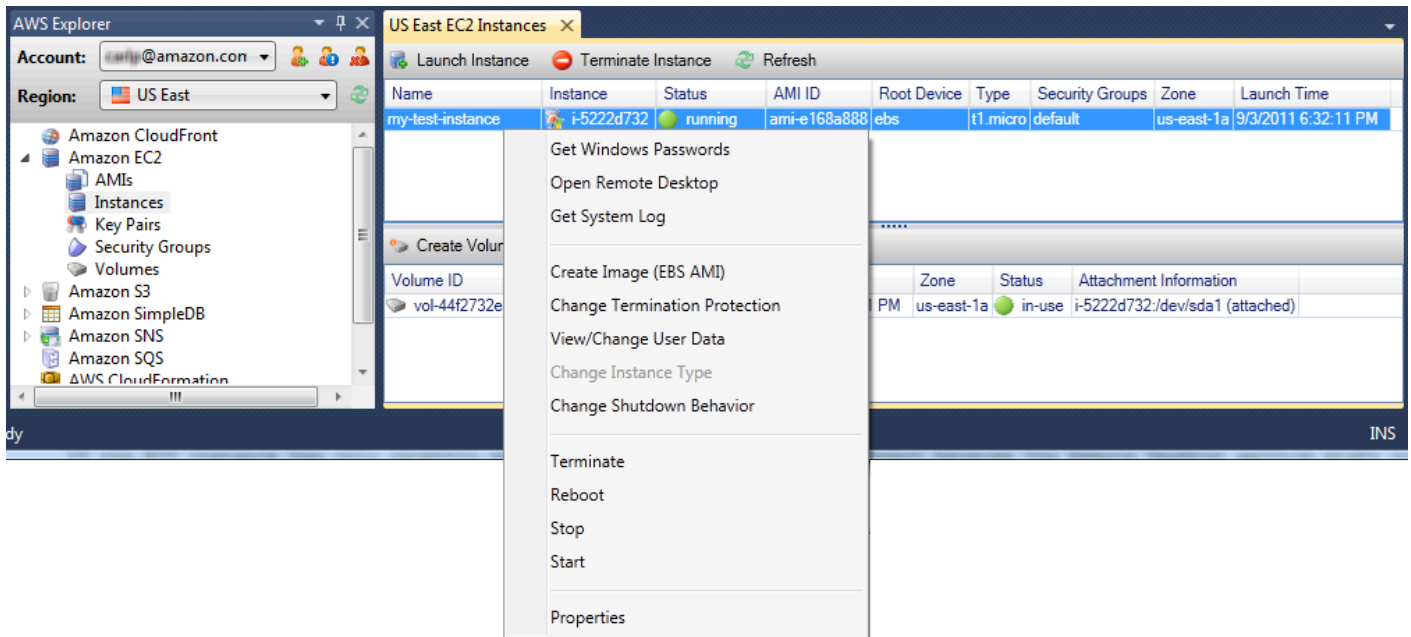 AWS Explorer
Account: @amazon.con
Region: US East
Amazon CloudFront
Amazon EC2
AMIs
Instances
Key Pairs
Security Groups
Volumes
Amazon S3
Amazon SimpleDB
Amazon SNS
Amazon SQS
AWS CloudFormation
US East EC2 Instances
Launch Instance Terminate Instance Refresh
Name Instance Status AMI ID Root Device Type Security Groups Zone Launch Time
my-test-instance i-5222d732 running ami-e168a888 ebs t1.micro default us-east-1a 9/3/2011 6:32:11 PM
Get Windows Passwords
Open Remote Desktop
Get System Log
Create Image (EBS AMI)
Change Termination Protection
View/Change User Data
Change Instance Type
Change Shutdown Behavior
Terminate
Reboot
Stop
Start
Properties
Create Volur
Volume ID Zone Status Attachment Information
vol-44f2732e PM us-east-1a in-use i-5222d732:/dev/sda1 (attached)
dy INS